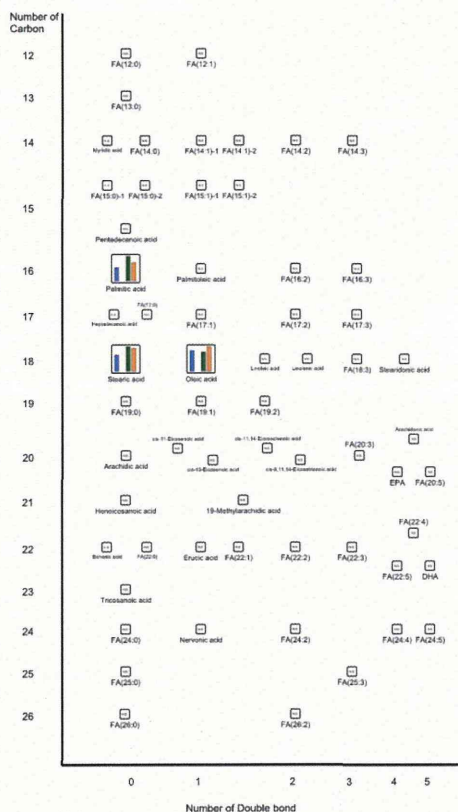 Number of
Carbon
12
FA(12:0) FA(12:1)
13
FA(13:0)
14
Myristic acid FA(14:0) FA(14:1)-1 FA(14:1)-2 FA(14:2) FA(14:3)
FA(15:0)-1 FA(15:0)-2 FA(15:1)-1 FA(15:1)-2
15
Pentadecanoic acid
16
Palmitic acid Palmitoleic acid FA(16:2) FA(16:3)
FA(17:0)
17
Heptadecanoic acid FA(17:1) FA(17:2) FA(17:3)
18
Stearic acid Oleic acid Linoleic acid Linolenic acid FA(18:3) Stearidonic acid
19
FA(19:0) FA(19:1) FA(19:2)
Arachidonic acid
cis-11-Eicosenoic acid cis-11,14-Eicosadienoic acid FA(20:3)
20
Arachidic acid cis-8,11,14-Eicosatrienoic acid
EPA FA(20:5)
21
Henoicosanoic acid 19-Methylarachidic acid
FA(22:4)
22
Behenic acid FA(22:0) Erucic acid FA(22:1) FA(22:2) FA(22:3)
FA(22:5) DHA
23
Tricosanoic acid
24
FA(24:0) Nervonic acid FA(24:2) FA(24:4) FA(24:5)
25
FA(25:0) FA(25:3)
26
FA(26:0) FA(26:2)
0 1 2 3 4 5
Number of Double bond